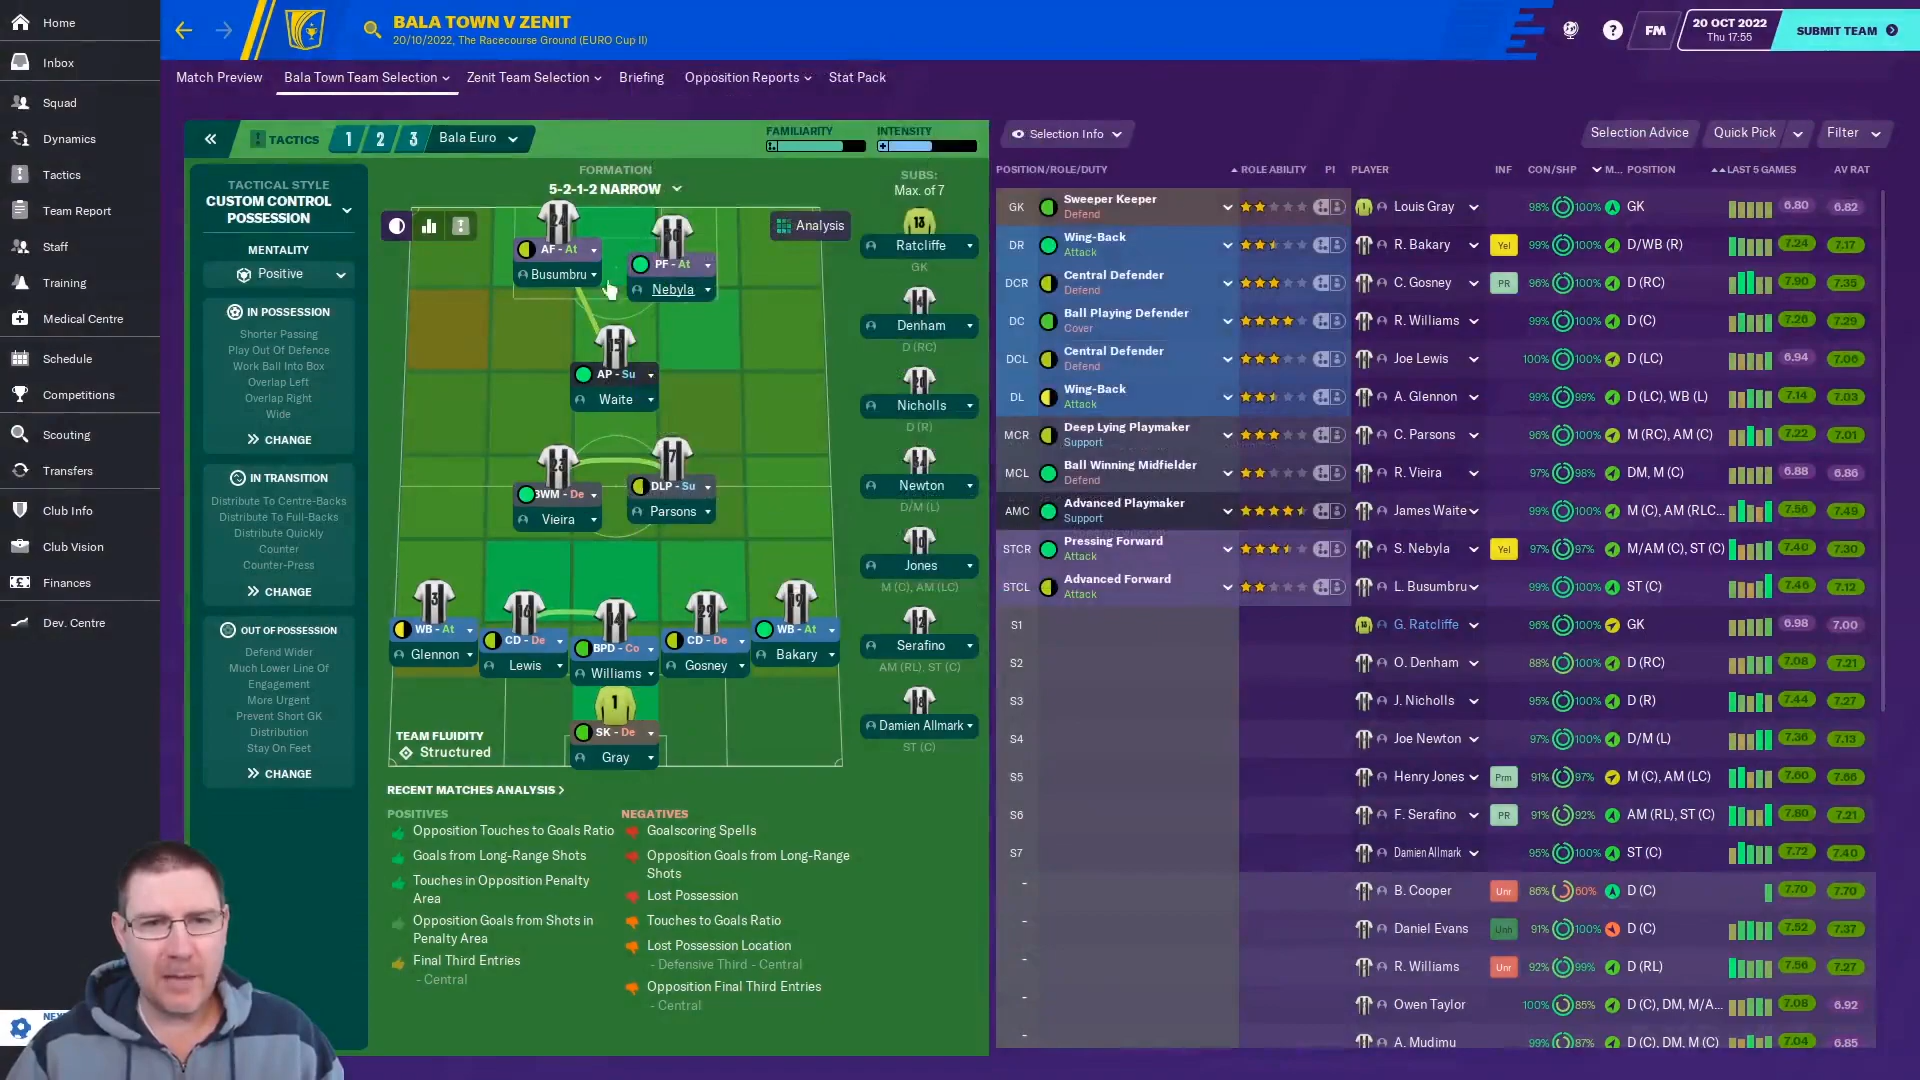 Home
Inbox
Squad
Dynamics
Tactics
Team Report
Staff
Training
Medical Centre
Schedule
Competitions
Scouting
Transfers
Club Info
Club Vision
Finances
Dev. Centre
BALA TOWN V ZENIT
20/10/2022, The Racecourse Ground (EURO Cup II)
FM
20 OCT 2022
Thu 17:55
SUBMIT TEAM
Match Preview
Bala Town Team Selection
Zenit Team Selection
Briefing
Opposition Reports
Stat Pack
TACTICS
1 2 3
Bala Euro
FAMILIARITY
INTENSITY
TACTICAL STYLE
CUSTOM CONTROL
POSSESSION
MENTALITY
Positive
IN POSSESSION
Shorter Passing
Play Out Of Defence
Work Ball Into Box
Overlap Left
Overlap Right
Wide
CHANGE
IN TRANSITION
Distribute To Centre-Backs
Distribute To Full-Backs
Distribute Quickly
Counter
Counter-Press
CHANGE
OUT OF POSSESSION
Defend Wider
Much Lower Line Of
Engagement
More Urgent
Prevent Short GK
Distribution
Stay On Feet
CHANGE
FORMATION
5-2-1-2 NARROW
Analysis
AF - At
Busumbru
PF - At
Nebyla
15
AP - Su
Waite
23
BWM - De
Vieira
7
DLP - Su
Parsons
3
WB - At
Glennon
16
CD - De
Lewis
14
BPD - Co
Williams
29
CD - De
Gosney
19
WB - At
Bakary
1
SK - De
Gray
TEAM FLUIDITY
Structured
SUBS:
Max. of 7
13
Ratcliffe
GK
4
Denham
D (RC)
20
Nicholls
D (R)
Newton
D/M (L)
Jones
M (C), AM (LC)
12
Serafino
AM (RL), ST (C)
18
Damien Allmark
ST (C)
RECENT MATCHES ANALYSIS >
POSITIVES
Opposition Touches to Goals Ratio
Goals from Long-Range Shots
Touches in Opposition Penalty
Area
Opposition Goals from Shots in
Penalty Area
Final Third Entries
- Central
NEGATIVES
Goalscoring Spells
Opposition Goals from Long-Range
Shots
Lost Possession
Touches to Goals Ratio
Lost Possession Location
- Defensive Third - Central
Opposition Final Third Entries
- Central
Selection Info
Selection Advice
Quick Pick
Filter
POSITION/ROLE/DUTY ROLE ABILITY PI PLAYER INF CON/SHP M... POSITION LAST 5 GAMES AV RAT
GK Sweeper Keeper Defend Louis Gray 98% 100% GK 6.80 6.82
DR Wing-Back Attack R. Bakary Yel 99% 100% D/WB (R) 7.24 7.17
DCR Central Defender Defend C. Gosney PR 96% 100% D (RC) 7.90 7.35
DC Ball Playing Defender Cover R. Williams 99% 100% D (C) 7.26 7.29
DCL Central Defender Defend Joe Lewis 100% 100% D (LC) 6.94 7.06
DL Wing-Back Attack A. Glennon 99% 99% D (LC), WB (L) 7.14 7.03
MCR Deep Lying Playmaker Support C. Parsons 96% 100% M (RC), AM (C) 7.22 7.01
MCL Ball Winning Midfielder Defend R. Vieira 97% 98% DM, M (C) 6.88 6.86
AMC Advanced Playmaker Support James Waite 99% 100% M (C), AM (RLC... 7.56 7.49
STCR Pressing Forward Attack S. Nebyla Yel 97% 97% M/AM (C), ST (C) 7.40 7.30
STCL Advanced Forward Attack L. Busumbru 99% 100% ST (C) 7.46 7.12
S1 G. Ratcliffe 96% 100% GK 6.98 7.00
S2 O. Denham 88% 100% D (RC) 7.08 7.21
S3 J. Nicholls 95% 100% D (R) 7.44 7.27
S4 Joe Newton 97% 100% D/M (L) 7.36 7.13
S5 Henry Jones Prm 91% 97% M (C), AM (LC) 7.60 7.66
S6 F. Serafino PR 91% 92% AM (RL), ST (C) 7.80 7.21
S7 Damien Allmark 95% 100% ST (C) 7.72 7.40
- B. Cooper Unr 86% 60% D (C) 7.70 7.70
- Daniel Evans Unh 91% 100% D (C) 7.52 7.37
- R. Williams Unr 92% 99% D (RL) 7.56 7.27
- Owen Taylor 100% 85% D (C), DM, M/A... 7.08 6.92
- A. Mudimu 99% 87% D (C), DM, M (C) 7.04 6.85